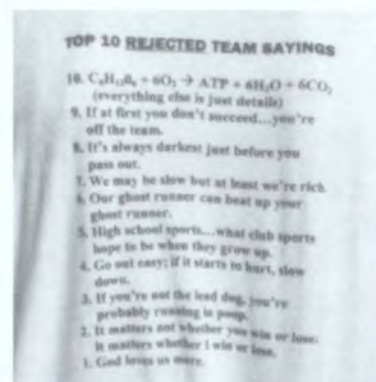 TOP 10 REJECTED TEAM SAYINGS
10. C₆H₁₂O₆ + 6O₂ → ATP + 6H₂O + 6CO₂
(everything else is just details)
9. If at first you don't succeed...you're
off the team.
8. It's always darkest just before you
pass out.
7. We may be slow but at least we're rich.
6. Our ghost runner can beat up your
ghost runner.
5. High school sports...what club sports
hope to be when they grow up.
4. Go out easy; if it starts to hurt, slow
down.
3. If you're not the lead dog, you're
probably running in poop.
2. It matters not whether you win or lose;
it matters whether I win or lose.
1. God loves us more.